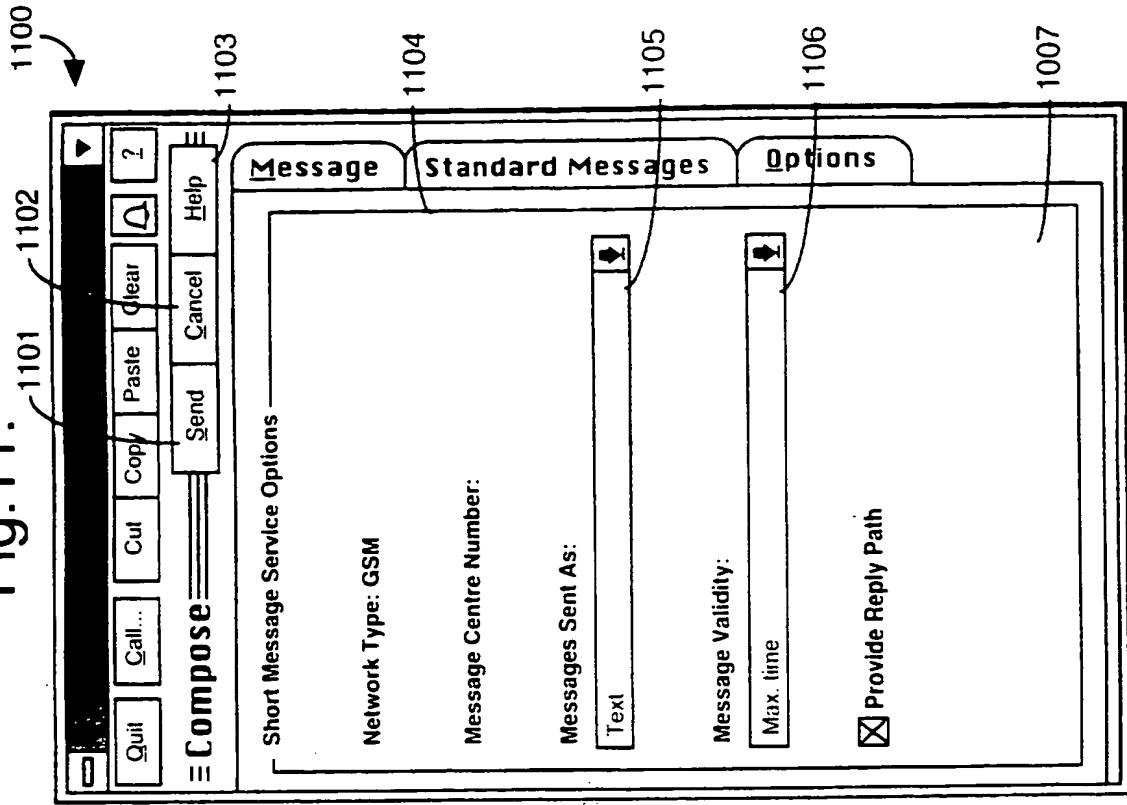 Fig.11.
1100
Quit Call... Cut Copy Paste Clear ?
1101
1102
Compose Send Cancel Help
1103
Message Standard Messages Options
1104
Short Message Service Options
Network Type: GSM
Message Centre Number:
Messages Sent As:
Text
1105
Message Validity:
Max. time
1106
Provide Reply Path
1007